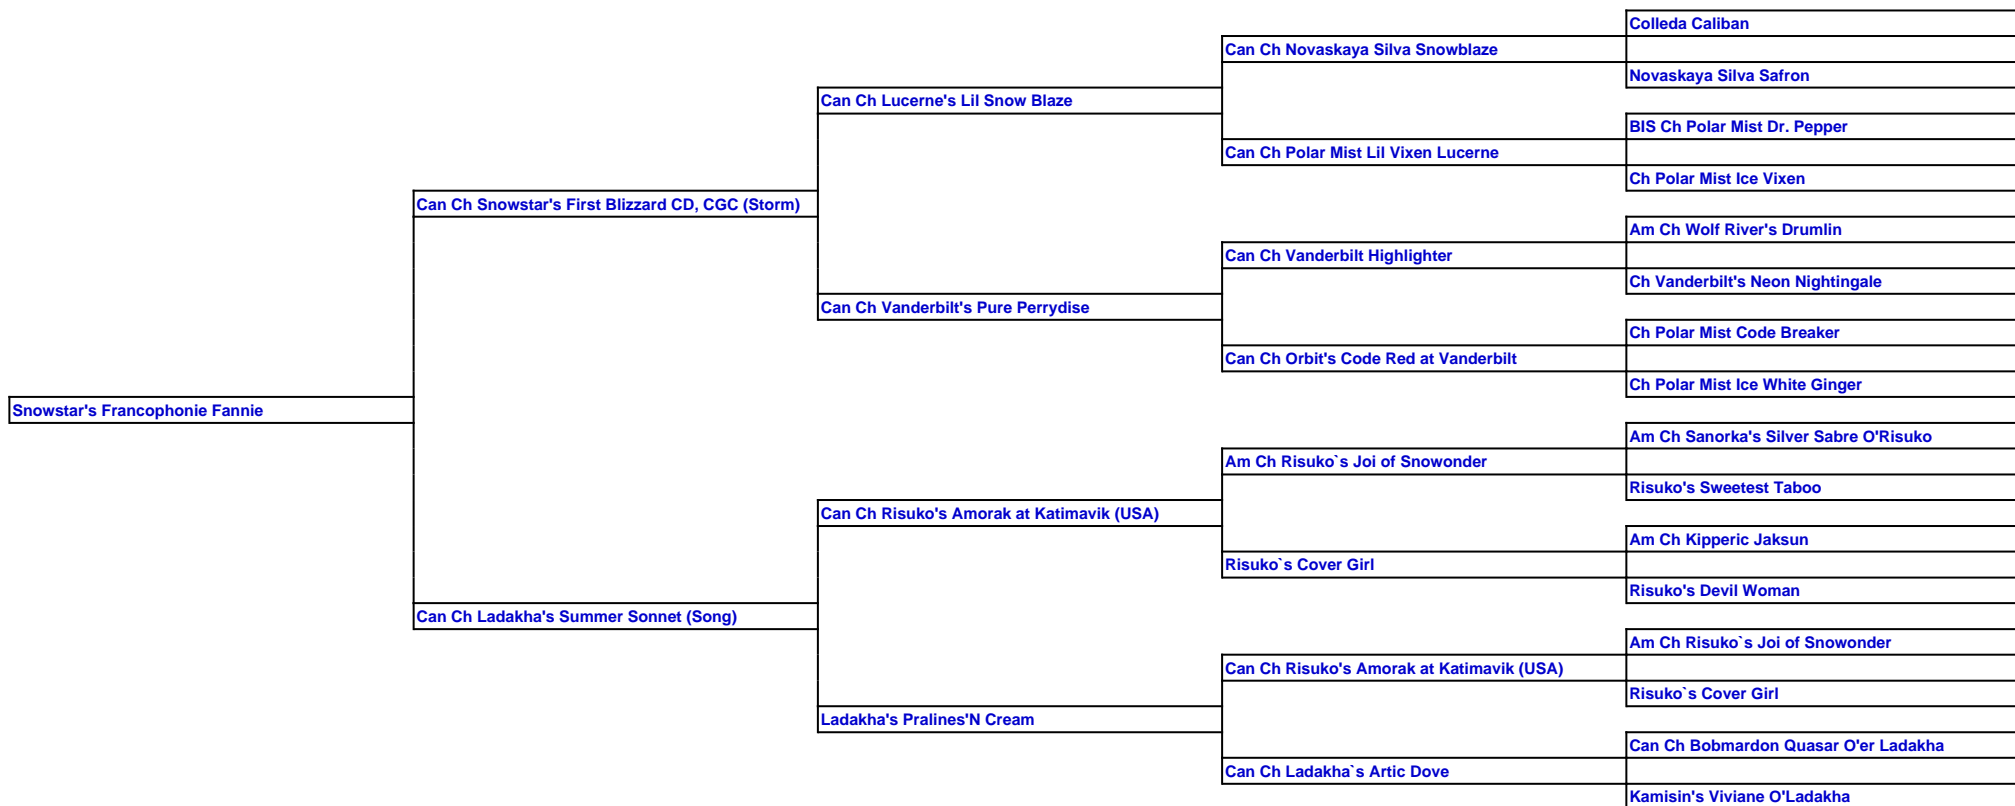 Colleda Caliban
Can Ch Novaskaya Silva Snowblaze
Novaskaya Silva Safron
Can Ch Lucerne's Lil Snow Blaze
BIS Ch Polar Mist Dr. Pepper
Can Ch Polar Mist Lil Vixen Lucerne
Ch Polar Mist Ice Vixen
Can Ch Snowstar's First Blizzard CD, CGC (Storm)
Am Ch Wolf River's Drumlin
Can Ch Vanderbilt Highlighter
Ch Vanderbilt's Neon Nightingale
Can Ch Vanderbilt's Pure Perrydise
Ch Polar Mist Code Breaker
Can Ch Orbit's Code Red at Vanderbilt
Ch Polar Mist Ice White Ginger
Snowstar's Francophonie Fannie
Am Ch Sanorka's Silver Sabre O'Risuko
Am Ch Risuko`s Joi of Snowonder
Risuko's Sweetest Taboo
Can Ch Risuko's Amorak at Katimavik (USA)
Am Ch Kipperic Jaksun
Risuko`s Cover Girl
Risuko's Devil Woman
Can Ch Ladakha's Summer Sonnet (Song)
Am Ch Risuko`s Joi of Snowonder
Can Ch Risuko's Amorak at Katimavik (USA)
Risuko`s Cover Girl
Ladakha's Pralines'N Cream
Can Ch Bobmardon Quasar O'er Ladakha
Can Ch Ladakha`s Artic Dove
Kamisin's Viviane O'Ladakha